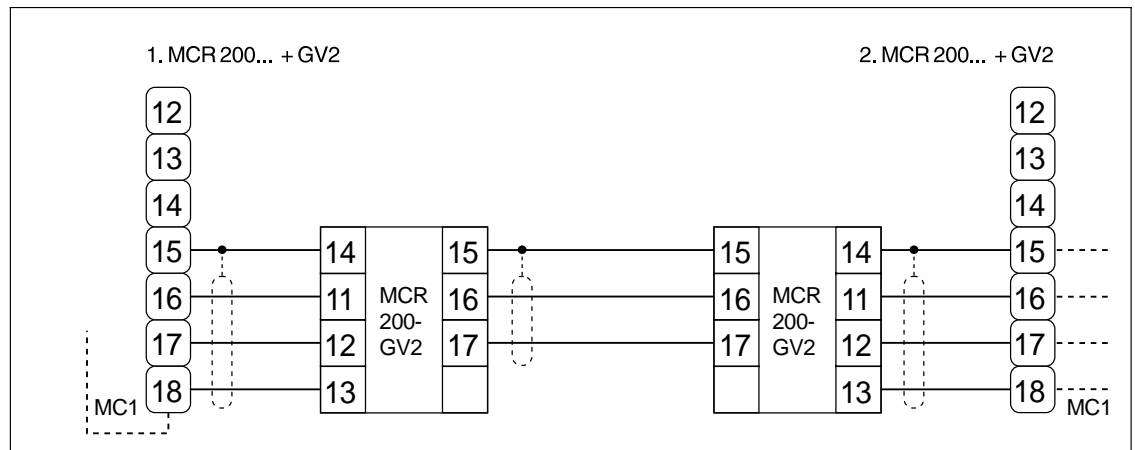 1. MCR 200... + GV2 2. MCR 200... + GV2
12 12
13 13
14 14
15 14 15 15 14 15
16 11 MCR 16 16 MCR 11 16
200- 200-
17 12 GV2 17 17 GV2 12 17
MC1 18 13 13 18 MC1